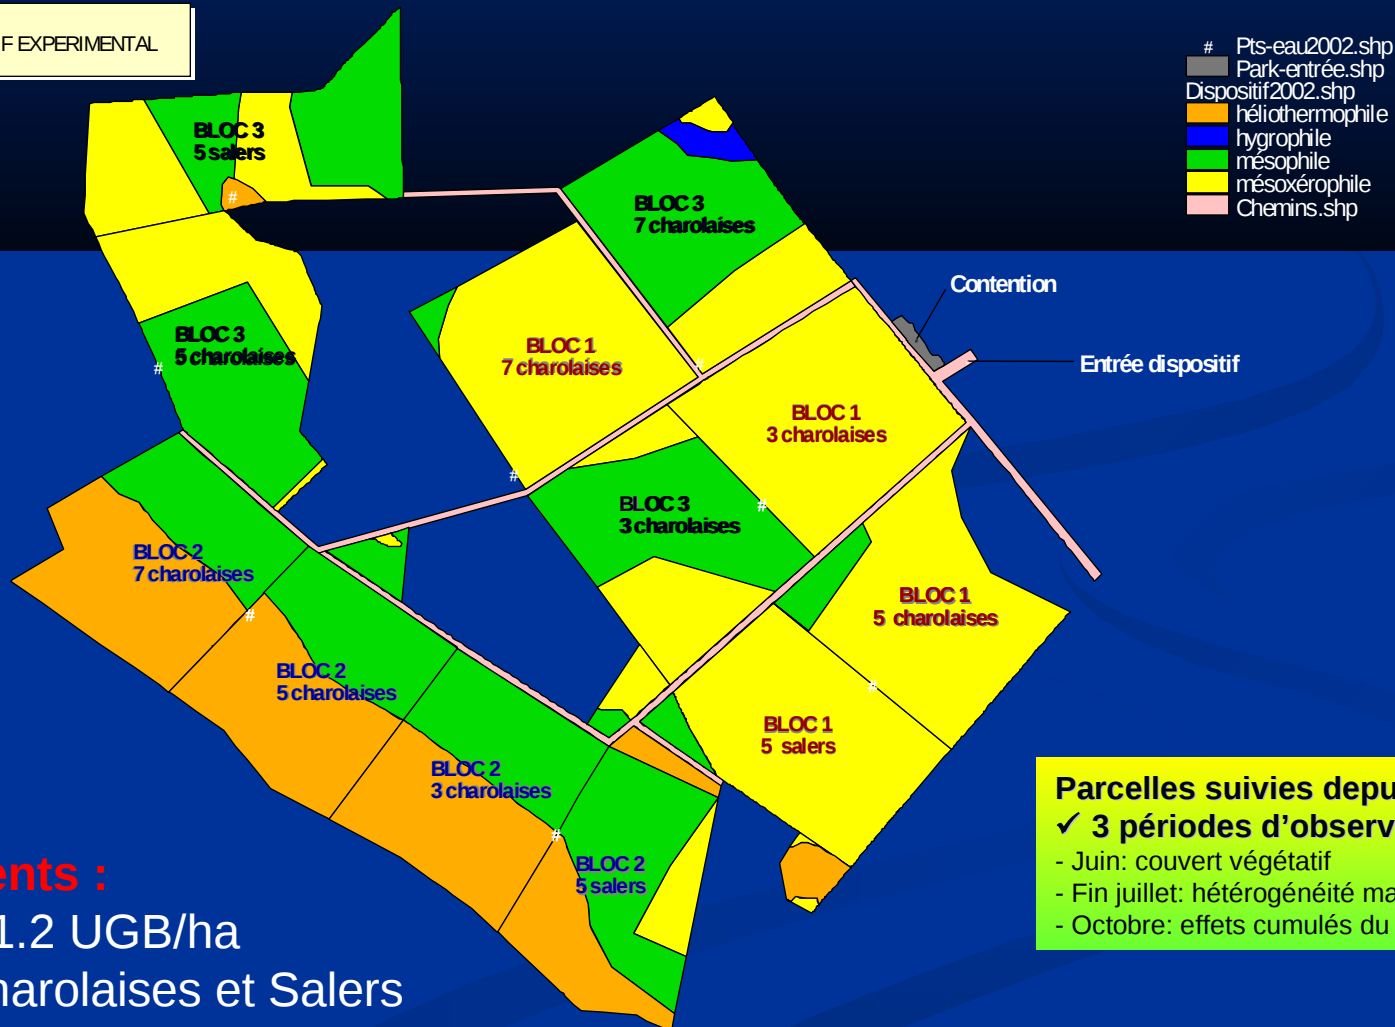 F EXPERIMENTAL
# Pts-eau2002.shp
Park-entrée.shp
Dispositif2002.shp
héliothermophile
hygrophile
mésophile
mésoxérophile
Chemins.shp
BLOC 3
5 salers
#
BLOC 3
7 charolaises
Contention
Entrée dispositif
BLOC 3
5 charolaises
#
BLOC 1
7 charolaises
#
#
BLOC 1
3 charolaises
BLOC 3
3 charolaises
#
BLOC 2
7 charolaises
#
BLOC 1
5 charolaises
#
BLOC 2
5 charolaises
BLOC 1
5 salers
BLOC 2
3 charolaises
#
BLOC 2
5 salers
ents :
1.2 UGB/ha
harolaises et Salers
Parcelles suivies depu
✓ 3 périodes d’observ
- Juin: couvert végétatif
- Fin juillet: hétérogénéité ma
- Octobre: effets cumulés du